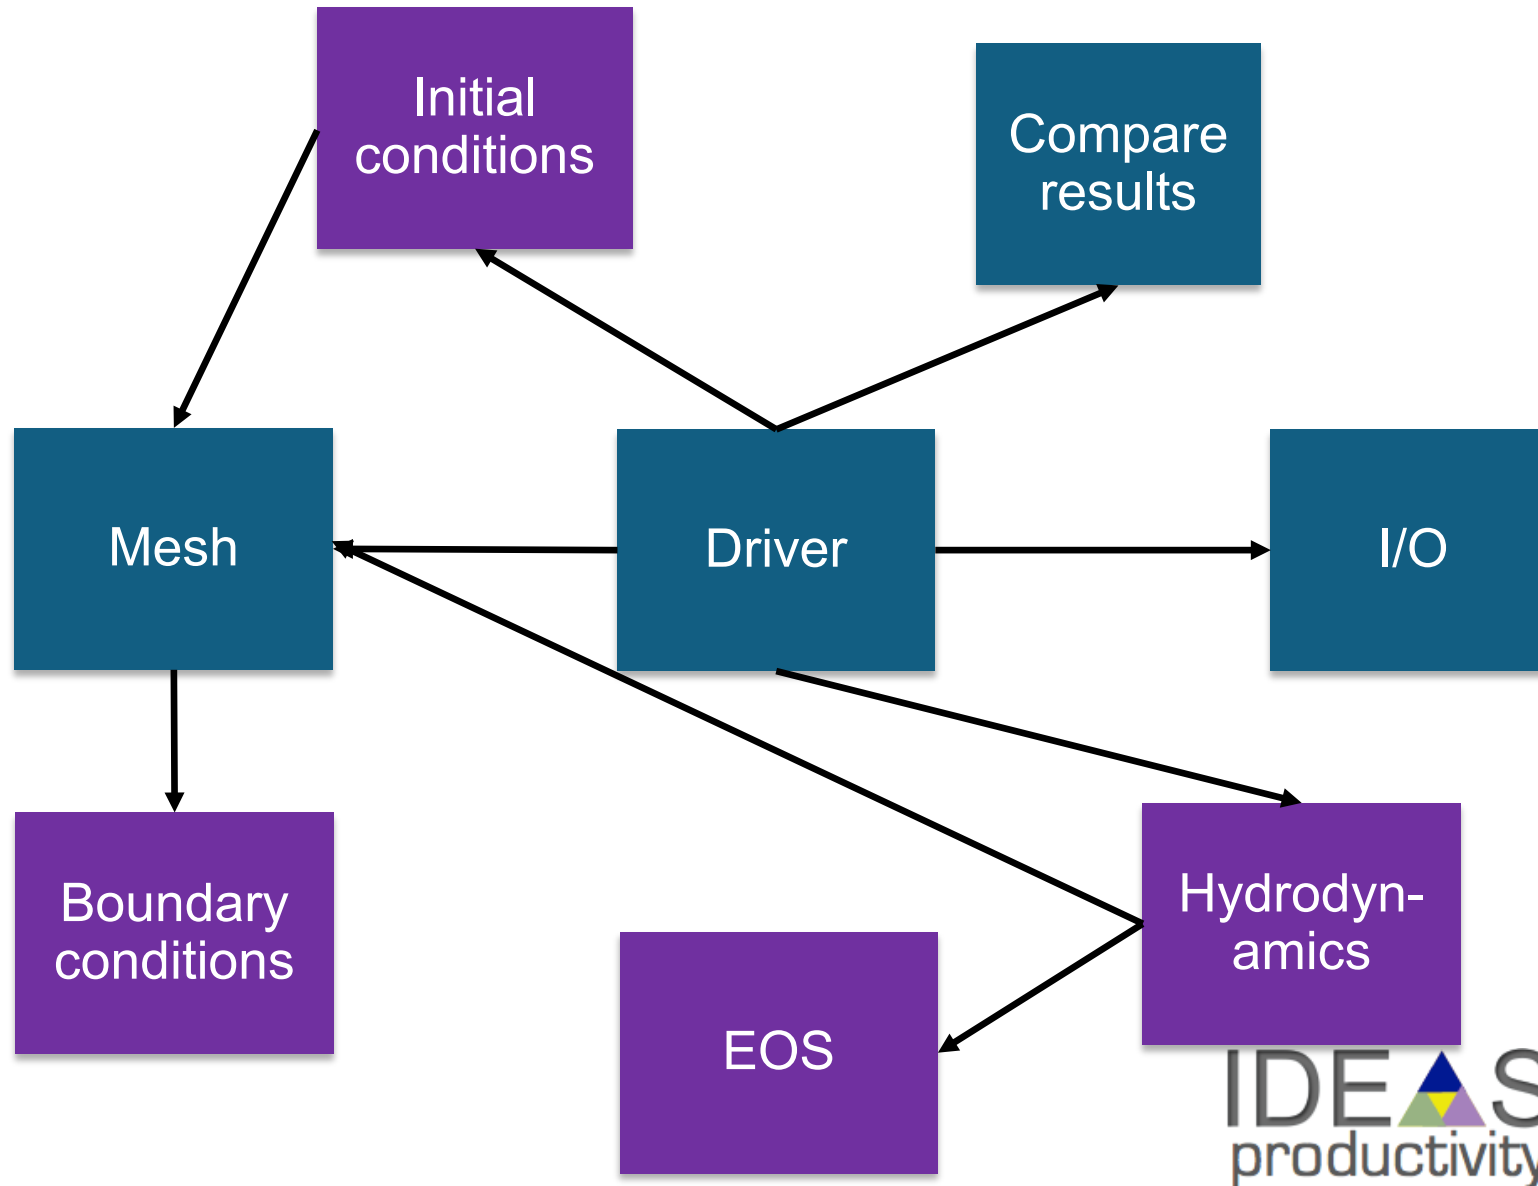 Initial
conditions
Compare
results
Mesh
Driver
I/O
Boundary
conditions
Hydrodyn-
amics
EOS
IDEAS
productivity